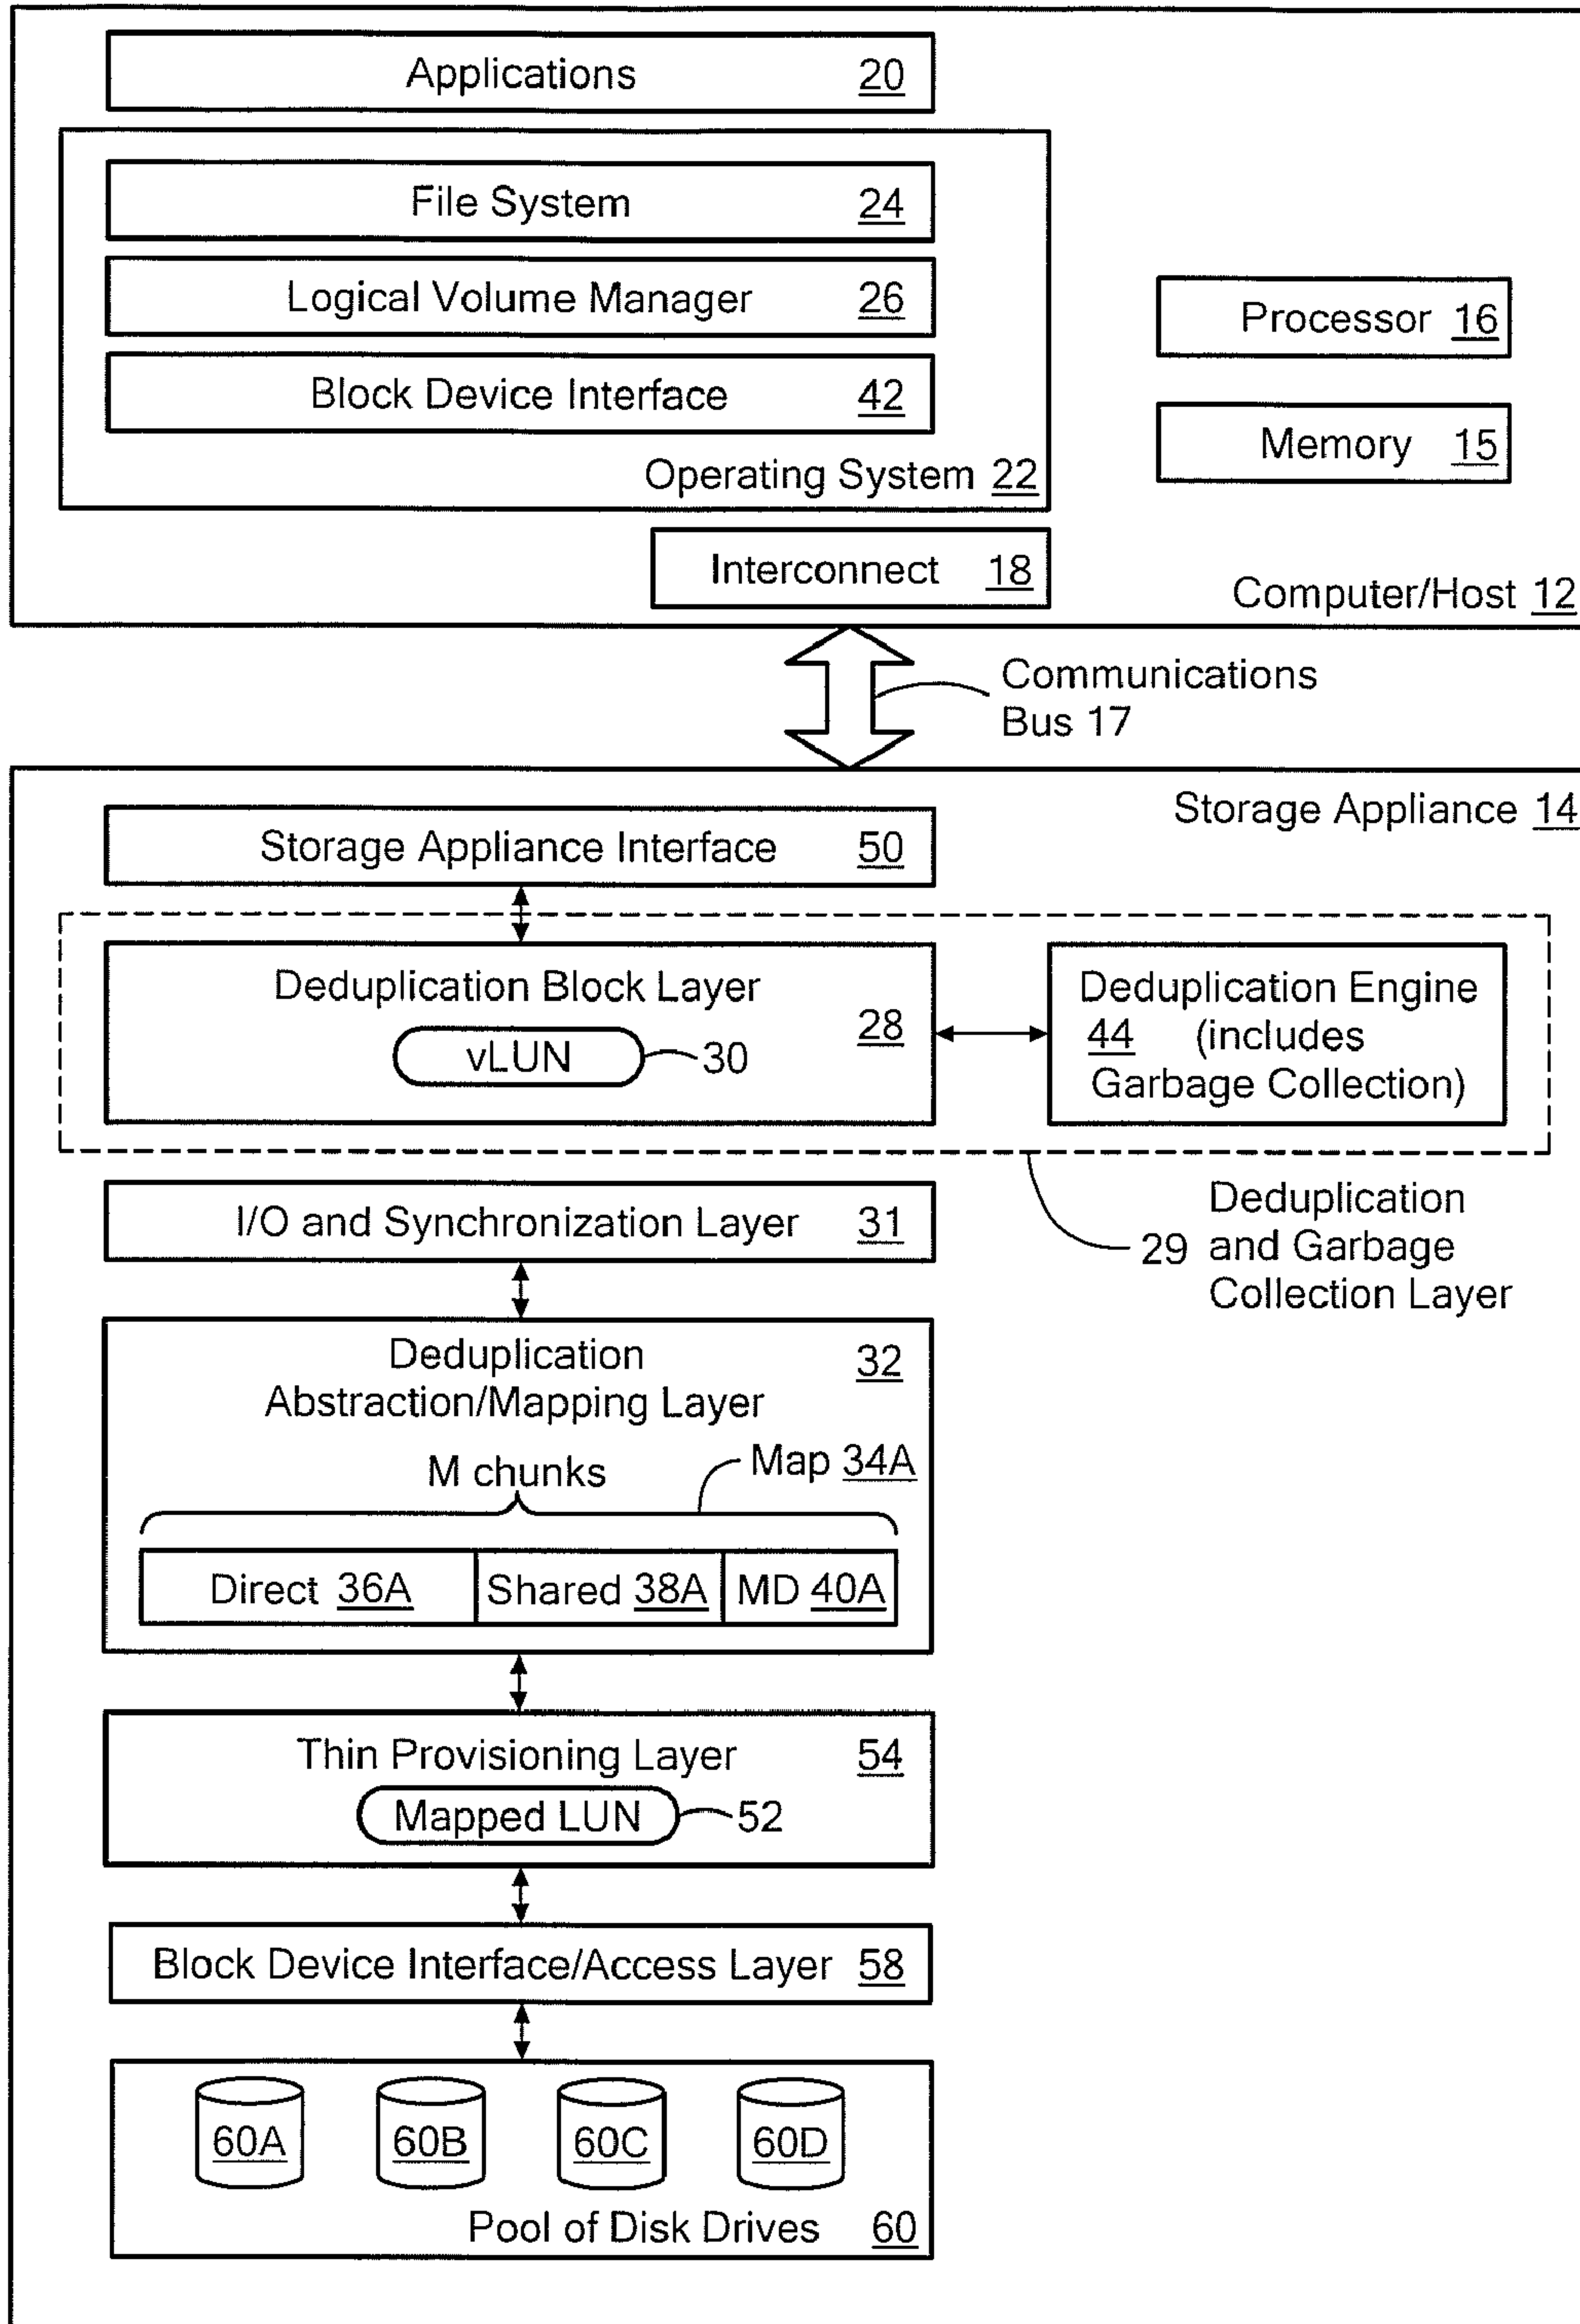 Applications 20
File System 24
Logical Volume Manager 26
Block Device Interface 42
Operating System 22
Processor 16
Memory 15
Interconnect 18
Computer/Host 12
Communications
Bus 17
Storage Appliance 14
Storage Appliance Interface 50
Deduplication Block Layer 28
vLUN 30
Deduplication Engine
44 (includes
Garbage Collection)
I/O and Synchronization Layer 31
29 Deduplication
and Garbage
Collection Layer
Deduplication 32
Abstraction/Mapping Layer
M chunks
Map 34A
Direct 36A Shared 38A MD 40A
Thin Provisioning Layer 54
Mapped LUN 52
Block Device Interface/Access Layer 58
60A 60B 60C 60D
Pool of Disk Drives 60